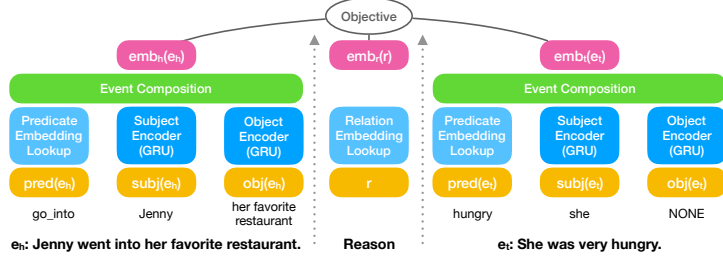 Objective
embₕ(eₕ)
embᵣ(r)
embₜ(eₜ)
Event Composition
Event Composition
Predicate
Embedding
Lookup
Subject
Encoder
(GRU)
Object
Encoder
(GRU)
Relation
Embedding
Lookup
Predicate
Embedding
Lookup
Subject
Encoder
(GRU)
Object
Encoder
(GRU)
pred(eₕ)
subj(eₕ)
obj(eₕ)
r
pred(eₜ)
subj(eₜ)
obj(eₜ)
go_into
Jenny
her favorite
restaurant
hungry
she
NONE
eₕ: Jenny went into her favorite restaurant.
Reason
eₜ: She was very hungry.